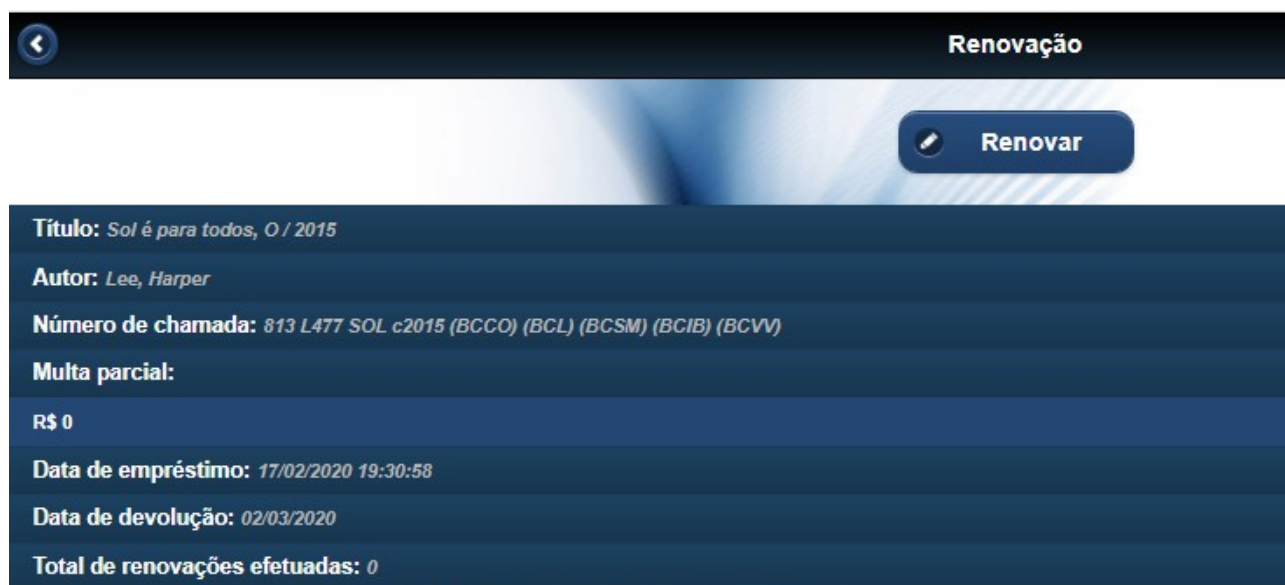 Renovação
Renovar
Título: Sol é para todos, O / 2015
Autor: Lee, Harper
Número de chamada: 813 L477 SOL c2015 (BCCO) (BCL) (BCSM) (BCIB) (BCVV)
Multa parcial:
R$ 0
Data de empréstimo: 17/02/2020 19:30:58
Data de devolução: 02/03/2020
Total de renovações efetuadas: 0